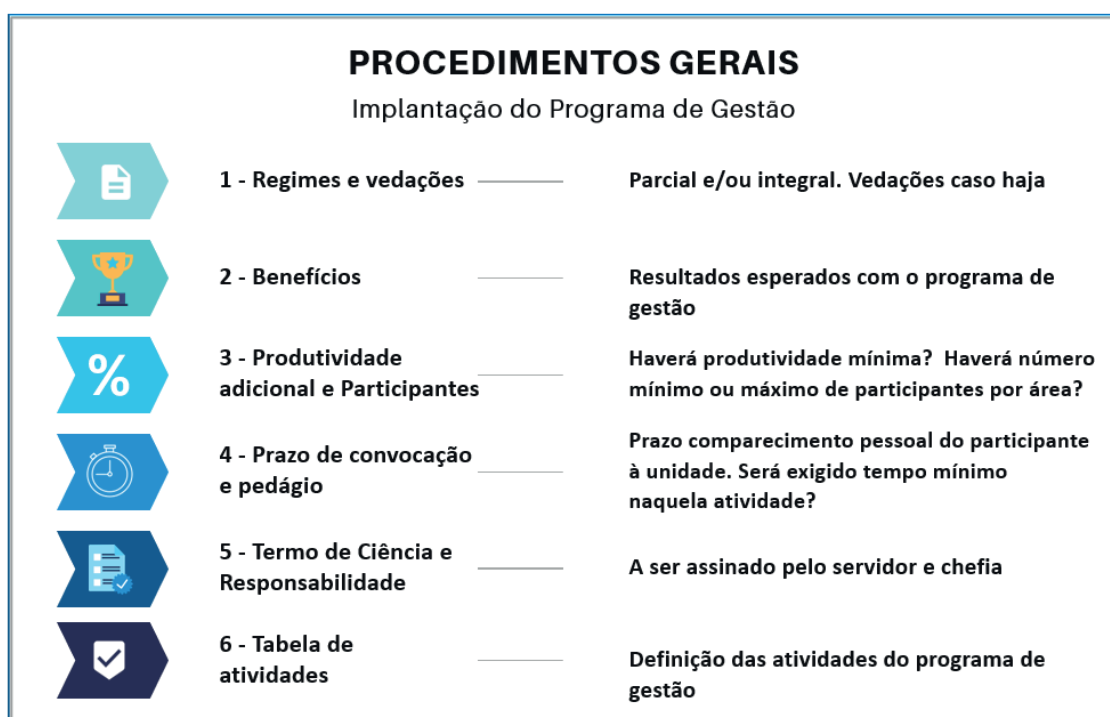 PROCEDIMENTOS GERAIS
Implantação do Programa de Gestão
1 - Regimes e vedações
Parcial e/ou integral. Vedações caso haja
2 - Benefícios
Resultados esperados com o programa de
gestão
%
3 - Produtividade
adicional e Participantes
Haverá produtividade mínima? Haverá número
mínimo ou máximo de participantes por área?
4 - Prazo de convocação
e pedágio
Prazo comparecimento pessoal do participante
à unidade. Será exigido tempo mínimo
naquela atividade?
5 - Termo de Ciência e
Responsabilidade
A ser assinado pelo servidor e chefia
6 - Tabela de
atividades
Definição das atividades do programa de
gestão